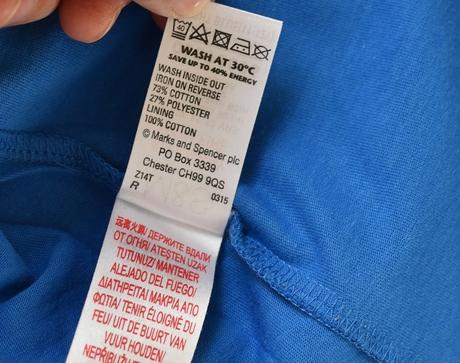 40
WASH AT 30°C
SAVE UP TO 40% ENERGY
WASH INSIDE OUT
IRON ON REVERSE
73% COTTON
27% POLYESTER
LINING
100% COTTON
© Marks and Spencer plc
PO Box 3339
Chester CH99 9QS
Z14T
R 0315
远离火源/ ДЕРЖИТЕ ВДАЛИ
ОТ ОГНЯ/ ATEŞTEN UZAK
TUTUNUZ/ MANTENER
ALEJADO DEL FUEGO/
ΔΙΑΤΗΡΕΙΤΑΙ ΜΑΚΡΙΑ ΑΠΟ
ΦΩΤΙΑ/ TENIR ÉLOIGNÉ DU
FEU/ UIT DE BUURT VAN
VUUR HOUDEN/